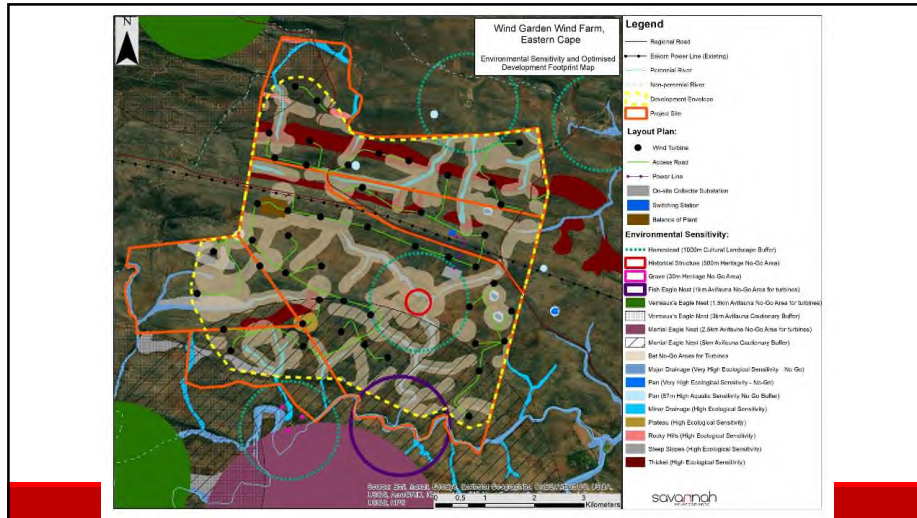 N
Wind Garden Wind Farm,
Eastern Cape
Environmental Sensitivity and Optimised
Development Footprint Map
Legend
Regional Road
Eskom Power Line (Existing)
Perennial River
Non-perennial River
Development Envelope
Project Site
Layout Plan:
Wind Turbine
Access Road
Power Line
On-site Collector Substation
Switching Station
Balance of Plant
Environmental Sensitivity:
Homestead (1000m Cultural Landscape Buffer)
Historical Structure (500m Heritage No-Go Area)
Grave (30m Heritage No-Go Area)
Fish Eagle Nest (1km Avifauna No-Go Area for turbines)
Verreaux's Eagle Nest (1.5km Avifauna No-Go Area for turbines)
Verreaux's Eagle Nest (3km Avifauna Cautionary Buffer)
Martial Eagle Nest (2.5km Avifauna No-Go Area for turbines)
Martial Eagle Nest (5km Avifauna Cautionary Buffer)
Bat No-Go Areas for Turbines
Major Drainage (Very High Ecological Sensitivity - No Go)
Pan (Very High Ecological Sensitivity - No-Go)
Pan (57m High Aquatic Sensitivity No Go Buffer)
Minor Drainage (High Ecological Sensitivity)
Plateau (High Ecological Sensitivity)
Rocky Hills (High Ecological Sensitivity)
Steep Slopes (High Ecological Sensitivity)
Thicket (High Ecological Sensitivity)
Source: Esri,
0 0,5 1 2 3
Kilometers
savannah